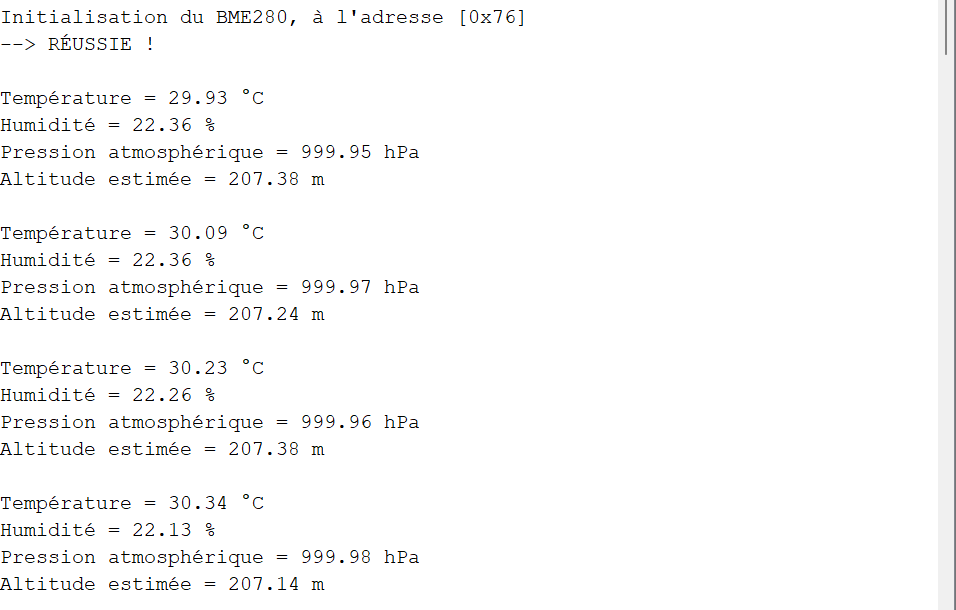 Initialisation du BME280, à l'adresse [0x76]
--> RÉUSSIE !
Température = 29.93 °C
Humidité = 22.36 %
Pression atmosphérique = 999.95 hPa
Altitude estimée = 207.38 m
Température = 30.09 °C
Humidité = 22.36 %
Pression atmosphérique = 999.97 hPa
Altitude estimée = 207.24 m
Température = 30.23 °C
Humidité = 22.26 %
Pression atmosphérique = 999.96 hPa
Altitude estimée = 207.38 m
Température = 30.34 °C
Humidité = 22.13 %
Pression atmosphérique = 999.98 hPa
Altitude estimée = 207.14 m